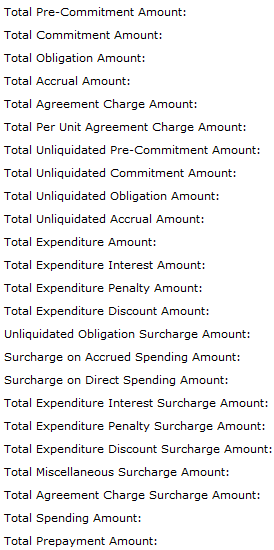 Total Pre-Commitment Amount:
Total Commitment Amount:
Total Obligation Amount:
Total Accrual Amount:
Total Agreement Charge Amount:
Total Per Unit Agreement Charge Amount:
Total Unliquidated Pre-Commitment Amount:
Total Unliquidated Commitment Amount:
Total Unliquidated Obligation Amount:
Total Unliquidated Accrual Amount:
Total Expenditure Amount:
Total Expenditure Interest Amount:
Total Expenditure Penalty Amount:
Total Expenditure Discount Amount:
Unliquidated Obligation Surcharge Amount:
Surcharge on Accrued Spending Amount:
Surcharge on Direct Spending Amount:
Total Expenditure Interest Surcharge Amount:
Total Expenditure Penalty Surcharge Amount:
Total Expenditure Discount Surcharge Amount:
Total Miscellaneous Surcharge Amount:
Total Agreement Charge Surcharge Amount:
Total Spending Amount:
Total Prepayment Amount: